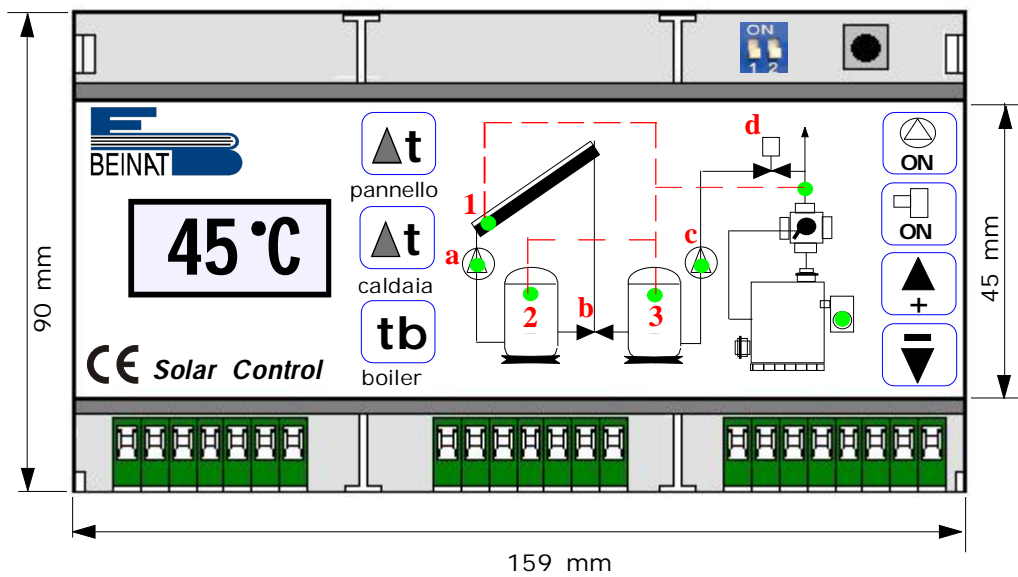 ON
1 2
BEINAT
45 °C
CE Solar Control
t
pannello
t
caldaia
tb
boiler
1
a
2
b
3
c
d
ON
ON
+
90 mm
45 mm
159 mm